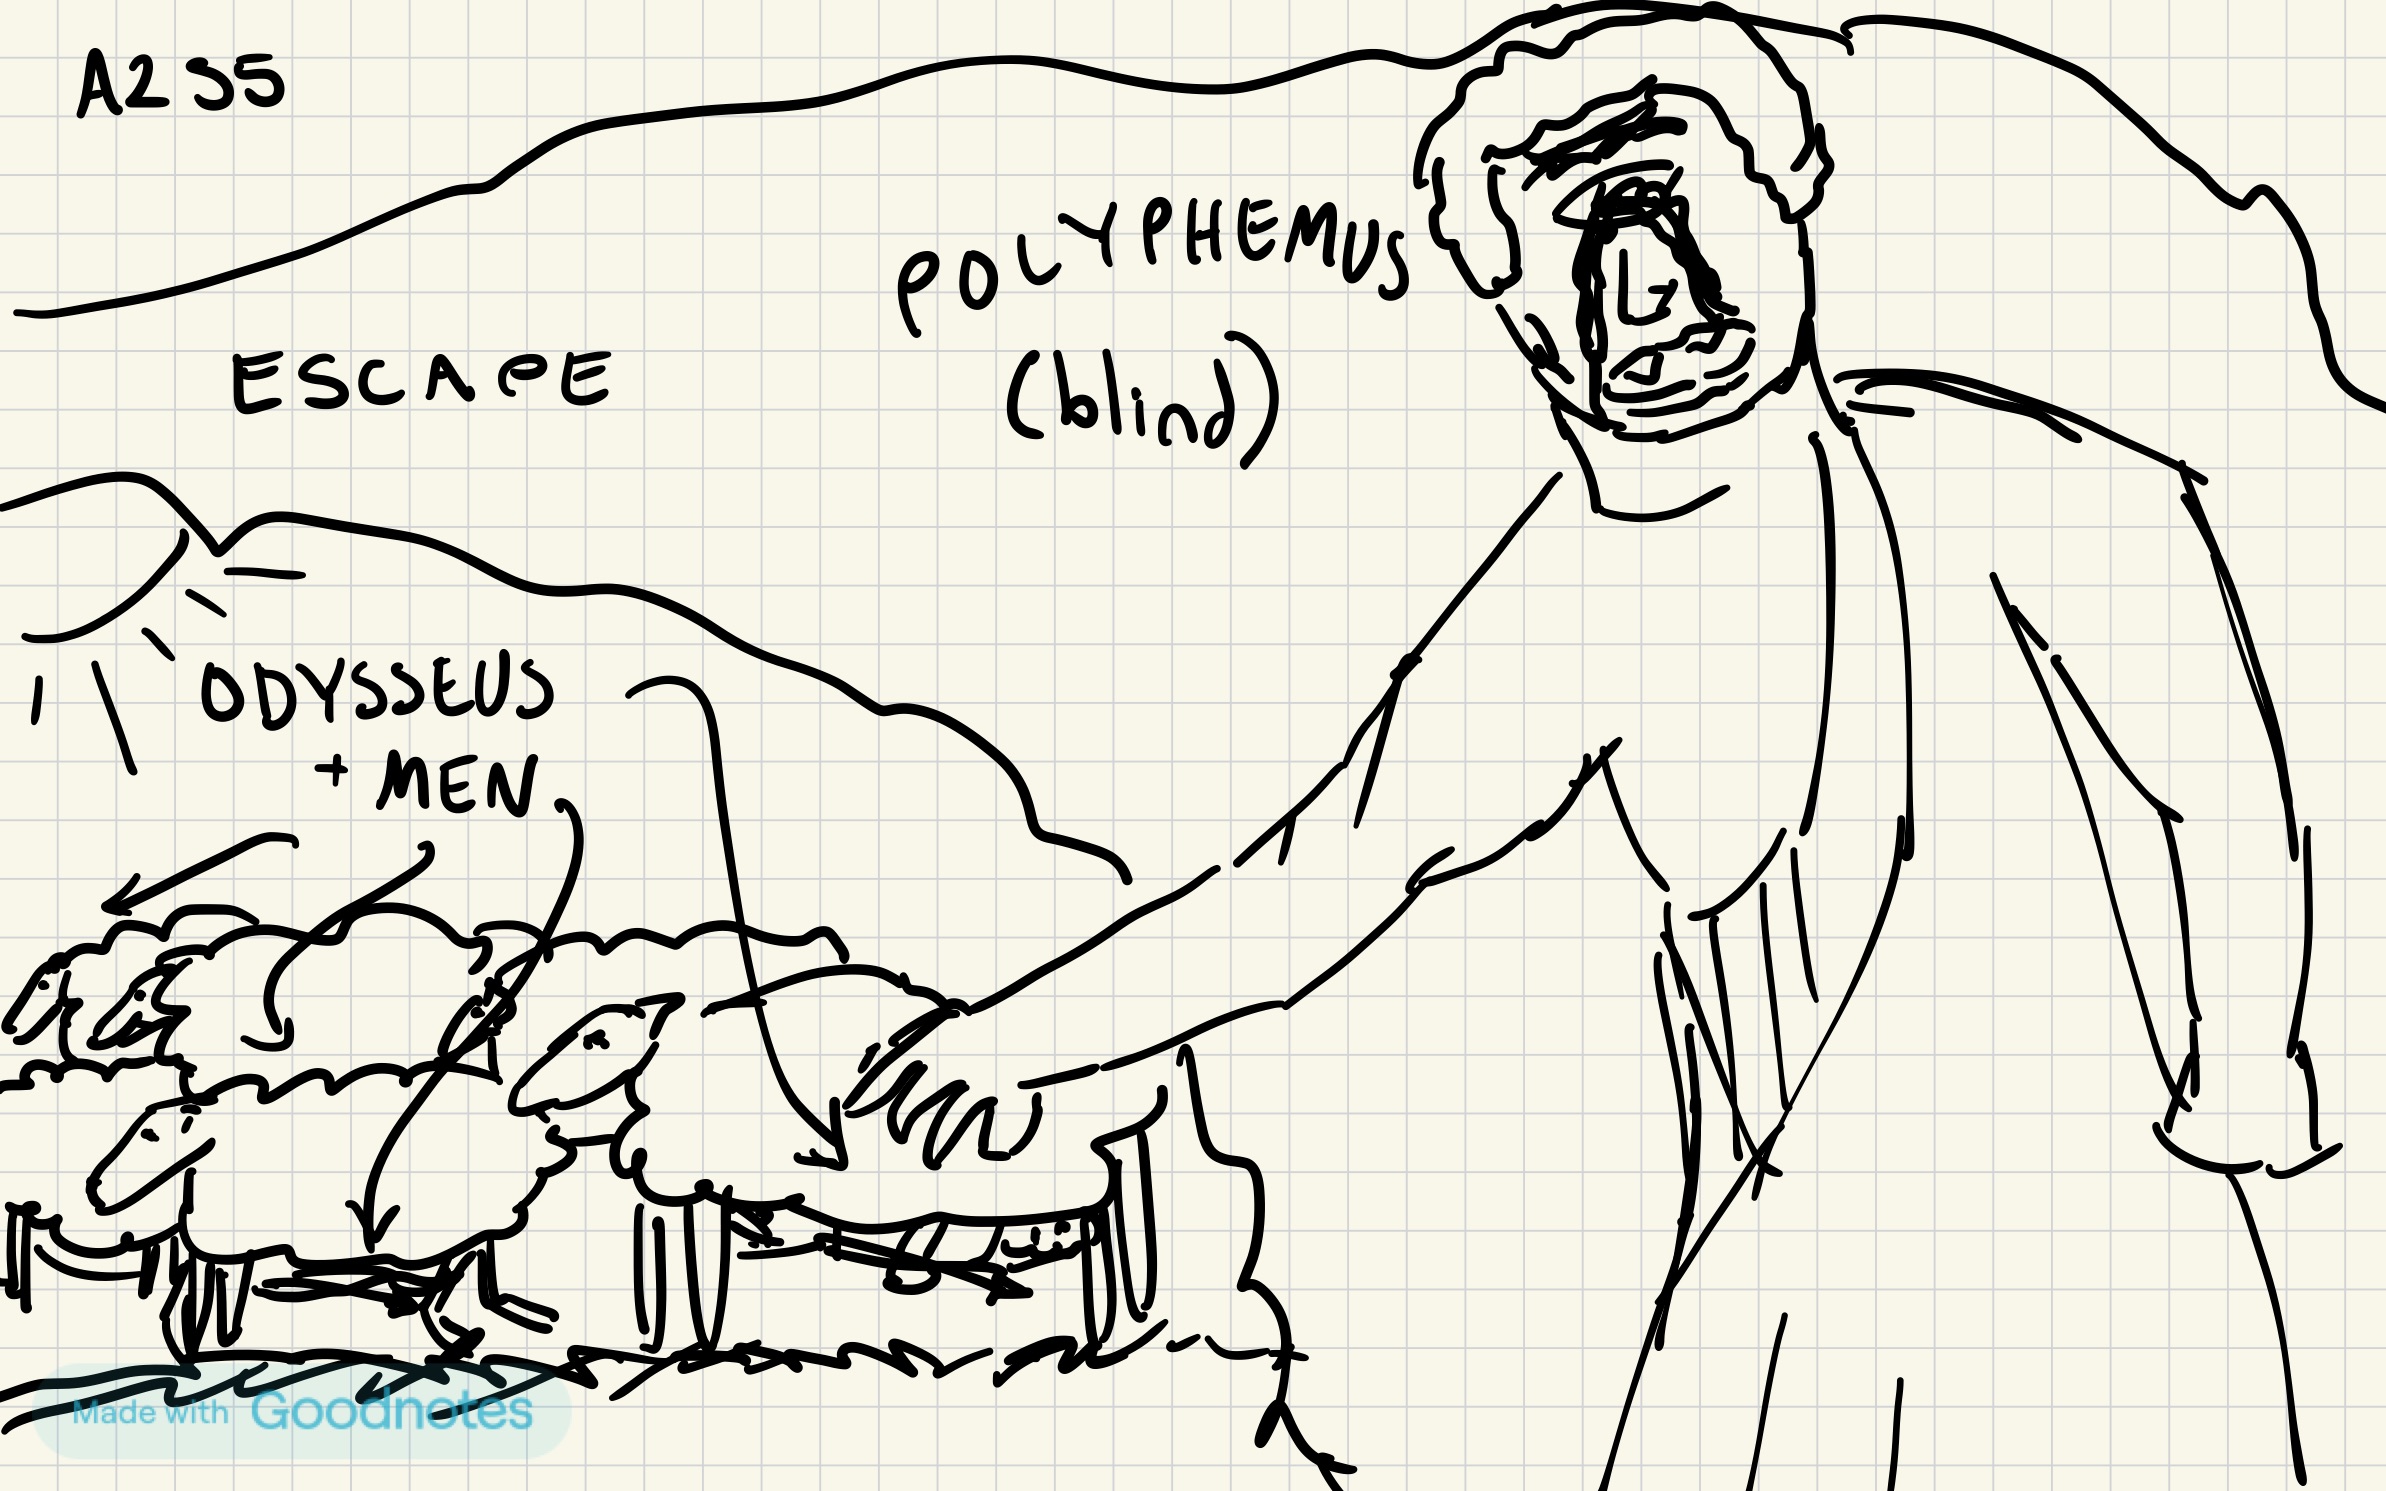 A2 S5
POLYPHEMUS
(blind)
ESCAPE
ODYSSEUS
+ MEN
Made with Goodnotes